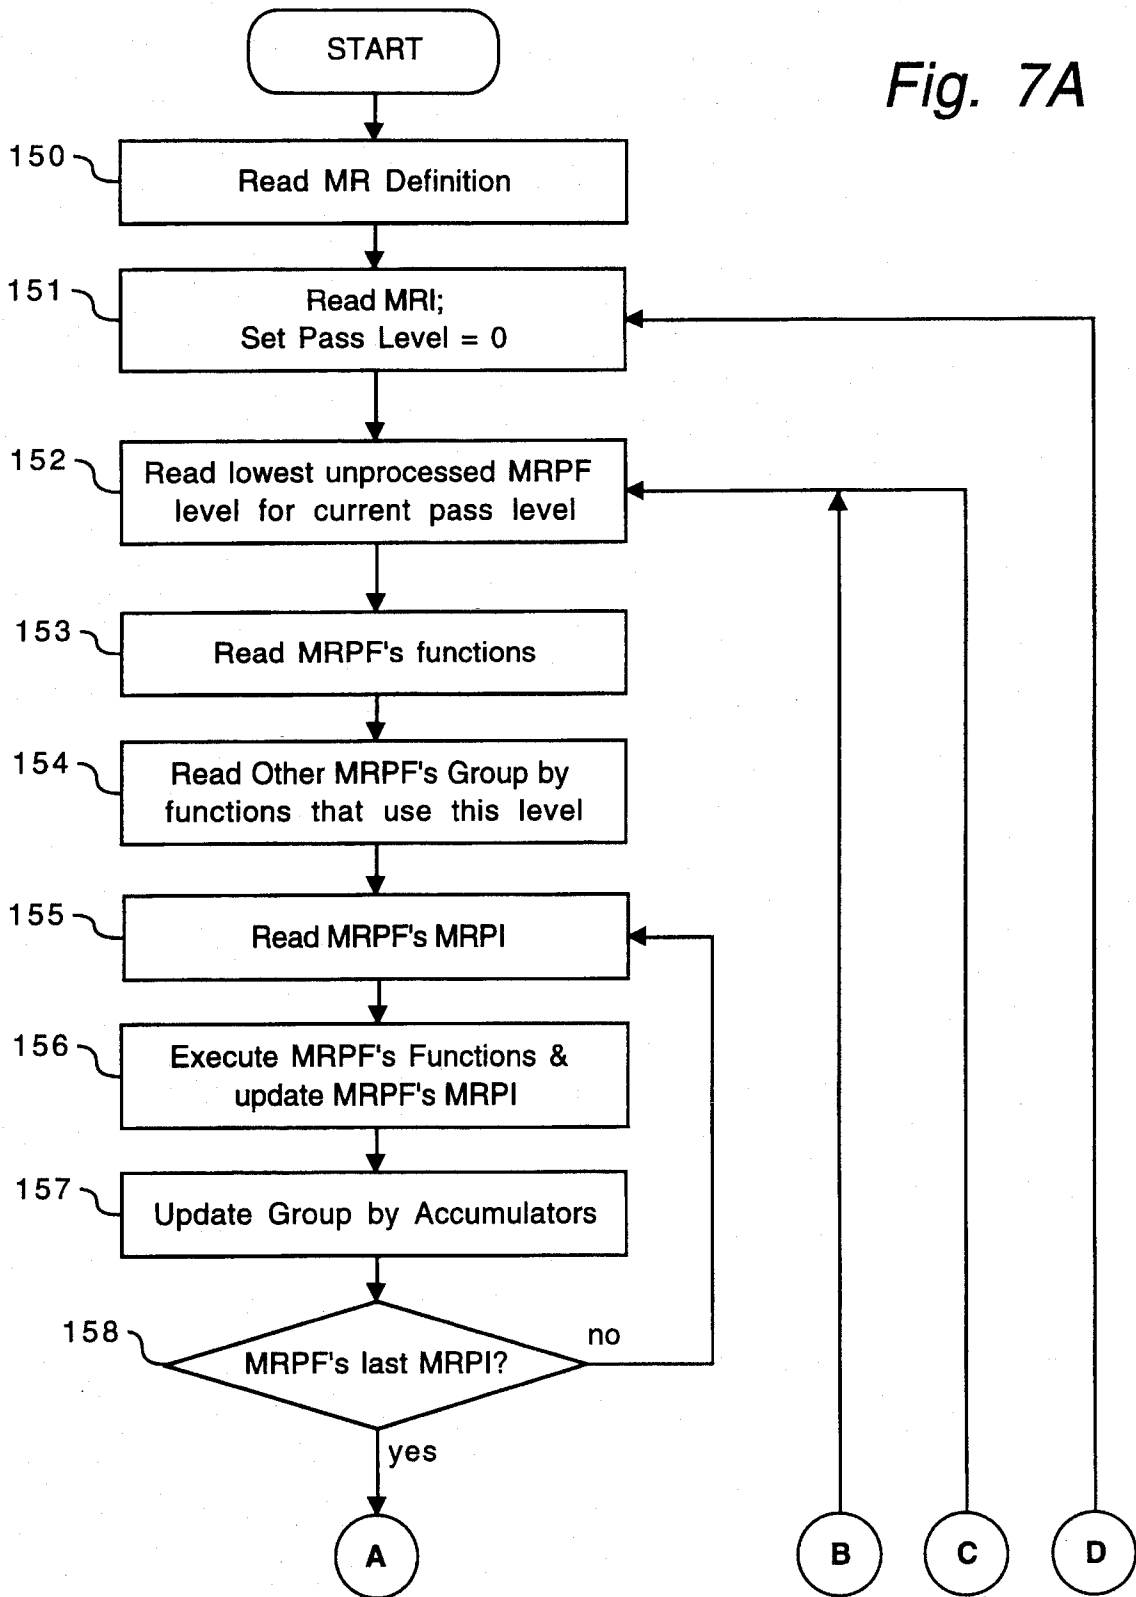 START
Fig. 7A
150
Read MR Definition
151
Read MRI;
Set Pass Level = 0
152
Read lowest unprocessed MRPF
level for current pass level
153
Read MRPF's functions
154
Read Other MRPF's Group by
functions that use this level
155
Read MRPF's MRPI
156
Execute MRPF's Functions &
update MRPF's MRPI
157
Update Group by Accumulators
158
MRPF's last MRPI?
no
yes
A
B
C
D